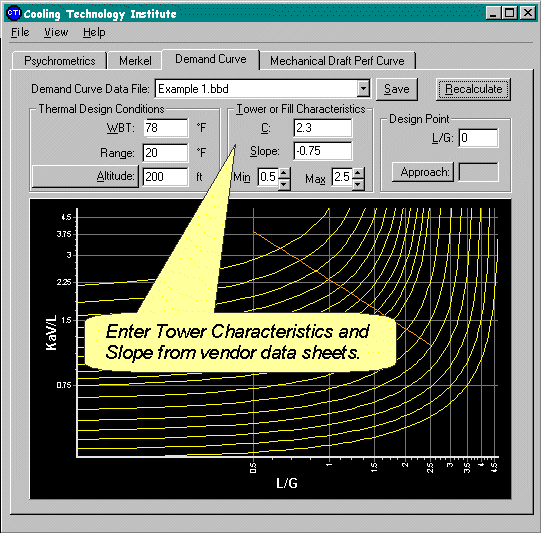 CTI Cooling Technology Institute
File View Help
Psychrometrics Merkel Demand Curve Mechanical Draft Perf Curve
Demand Curve Data File: Example 1.bbd Save Recalculate
Thermal Design Conditions
WBT: 78 °F
Range: 20 °F
Altitude: 200 ft
Tower or Fill Characteristics
C: 2.3
Slope: -0.75
Min 0.5 Max 2.5
Design Point
L/G: 0
Approach:
4.5
3.75
3
2.25
1.5
0.75
KaV/L
Enter Tower Characteristics and
Slope from vendor data sheets.
0.5 1 1.5 2 2.5 3 3.5 4 4.5
L/G